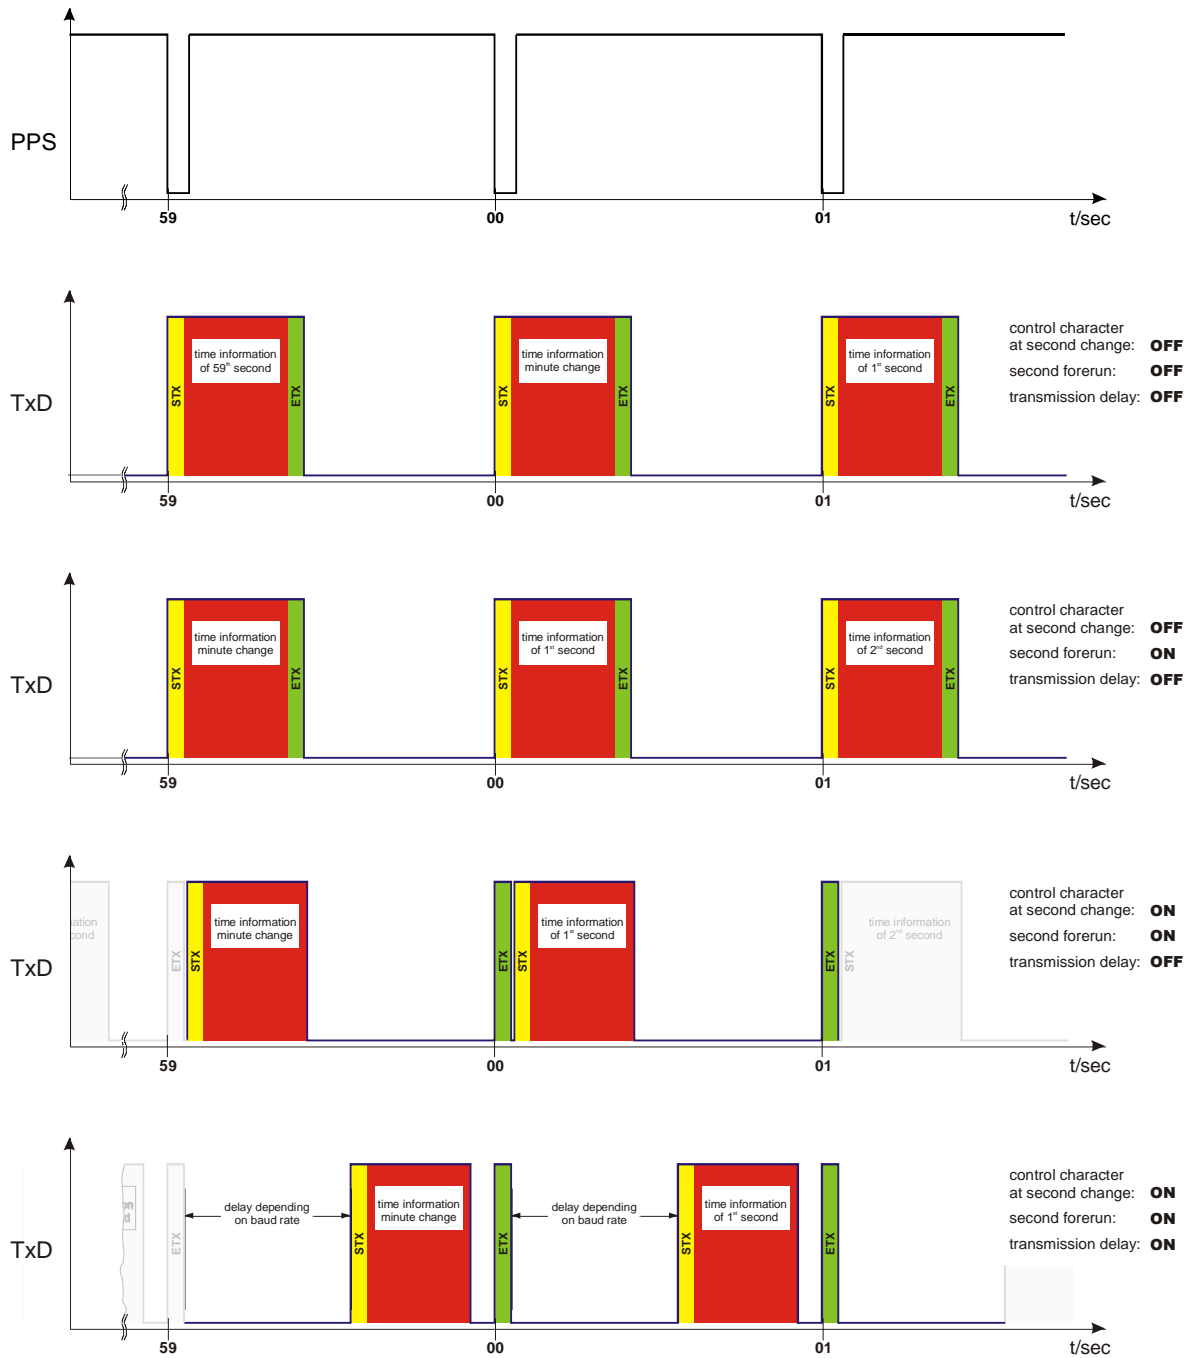 PPS
59
00
01
t/sec
TxD
STX
time information
of 59th second
ETX
STX
time information
minute change
ETX
STX
time information
of 1st second
ETX
control character
at second change: OFF
second forerun: OFF
transmission delay: OFF
59
00
01
t/sec
TxD
STX
time information
minute change
ETX
STX
time information
of 1st second
ETX
STX
time information
of 2nd second
ETX
control character
at second change: OFF
second forerun: ON
transmission delay: OFF
59
00
01
t/sec
TxD
ETX
STX
time information
minute change
ETX
STX
time information
of 1st second
ETX
STX
time information
of 2nd second
control character
at second change: ON
second forerun: ON
transmission delay: OFF
59
00
01
t/sec
TxD
ETX
delay depending
on baud rate
STX
time information
minute change
ETX
delay depending
on baud rate
STX
time information
of 1st second
ETX
control character
at second change: ON
second forerun: ON
transmission delay: ON
59
00
01
t/sec